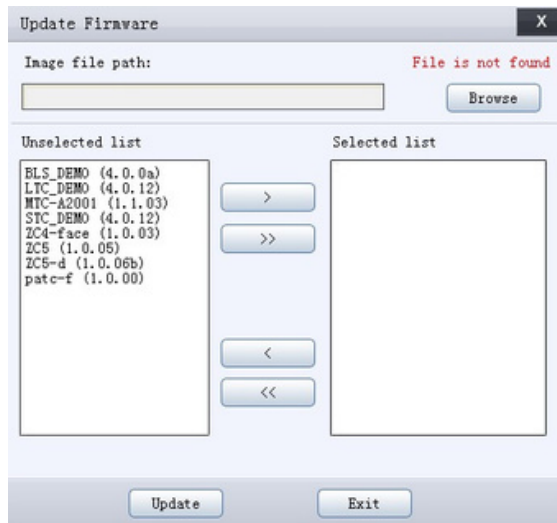 Update Firmware
X
Image file path:
File is not found
Browse
Unselected list
Selected list
BLS_DEMO (4.0.0a)
LTC_DEMO (4.0.12)
MTC-A2001 (1.1.03)
STC_DEMO (4.0.12)
ZC4-face (1.0.03)
ZC5 (1.0.05)
ZC5-d (1.0.06b)
patc-f (1.0.00)
>
>>
<
<<
Update
Exit